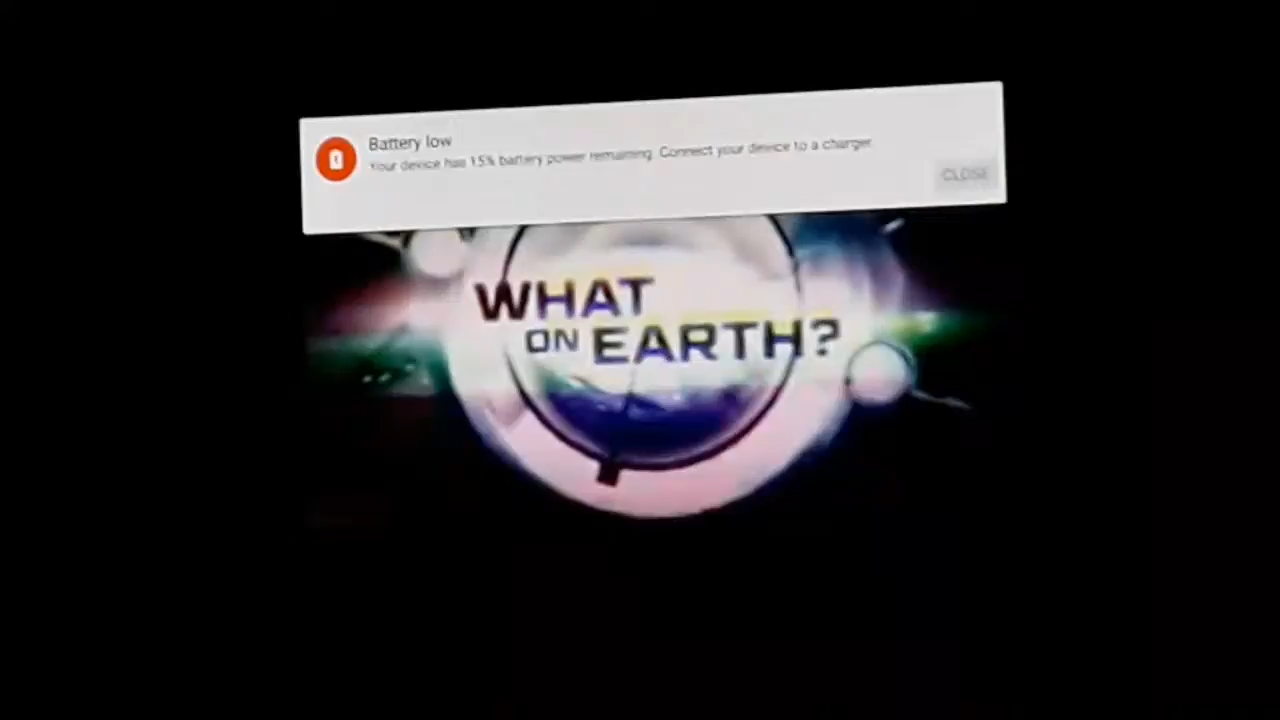 Battery low
Your device has 15% battery power remaining. Connect your device to a charger.
CLOSE
WHAT
ON EARTH?